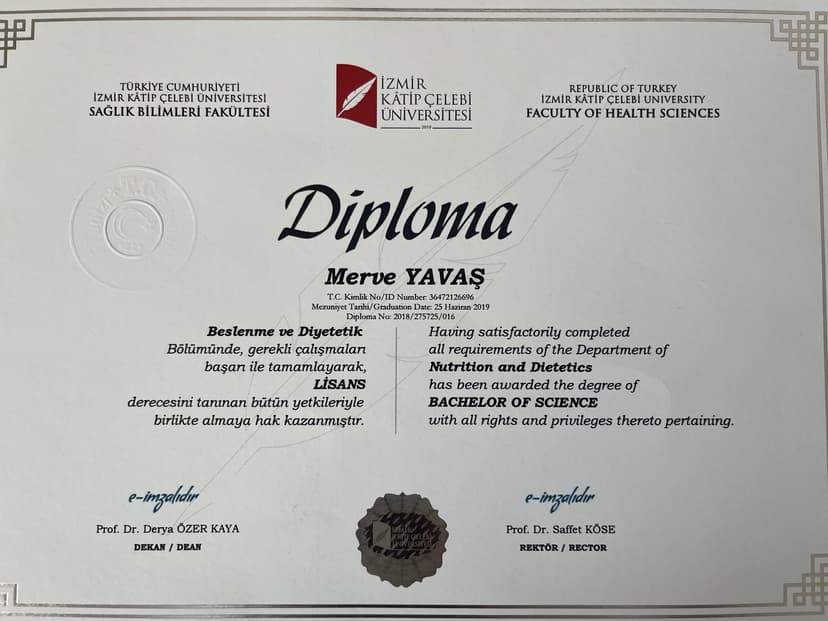 TÜRKİYE CUMHURİYETİ
İZMİR KÂTİP ÇELEBİ ÜNİVERSİTESİ
SAĞLIK BİLİMLERİ FAKÜLTESİ
İZMİR
KÂTİP ÇELEBİ
ÜNİVERSİTESİ
2010
REPUBLIC OF TURKEY
İZMİR KÂTİP ÇELEBİ UNIVERSITY
FACULTY OF HEALTH SCIENCES
Diploma
Merve YAVAŞ
T.C. Kimlik No/ID Number: 36472126696
Mezuniyet Tarihi/Graduation Date: 25 Haziran 2019
Diploma No: 2018/275725/016
Beslenme ve Diyetetik
Bölümünde, gerekli çalışmaları
başarı ile tamamlayarak,
LİSANS
derecesini tanınan bütün yetkileriyle
birlikte almaya hak kazanmıştır.
Having satisfactorily completed
all requirements of the Department of
Nutrition and Dietetics
has been awarded the degree of
BACHELOR OF SCIENCE
with all rights and privileges thereto pertaining.
e-imzalıdır
Prof. Dr. Derya ÖZER KAYA
DEKAN / DEAN
e-imzalıdır
Prof. Dr. Saffet KÖSE
REKTÖR / RECTOR